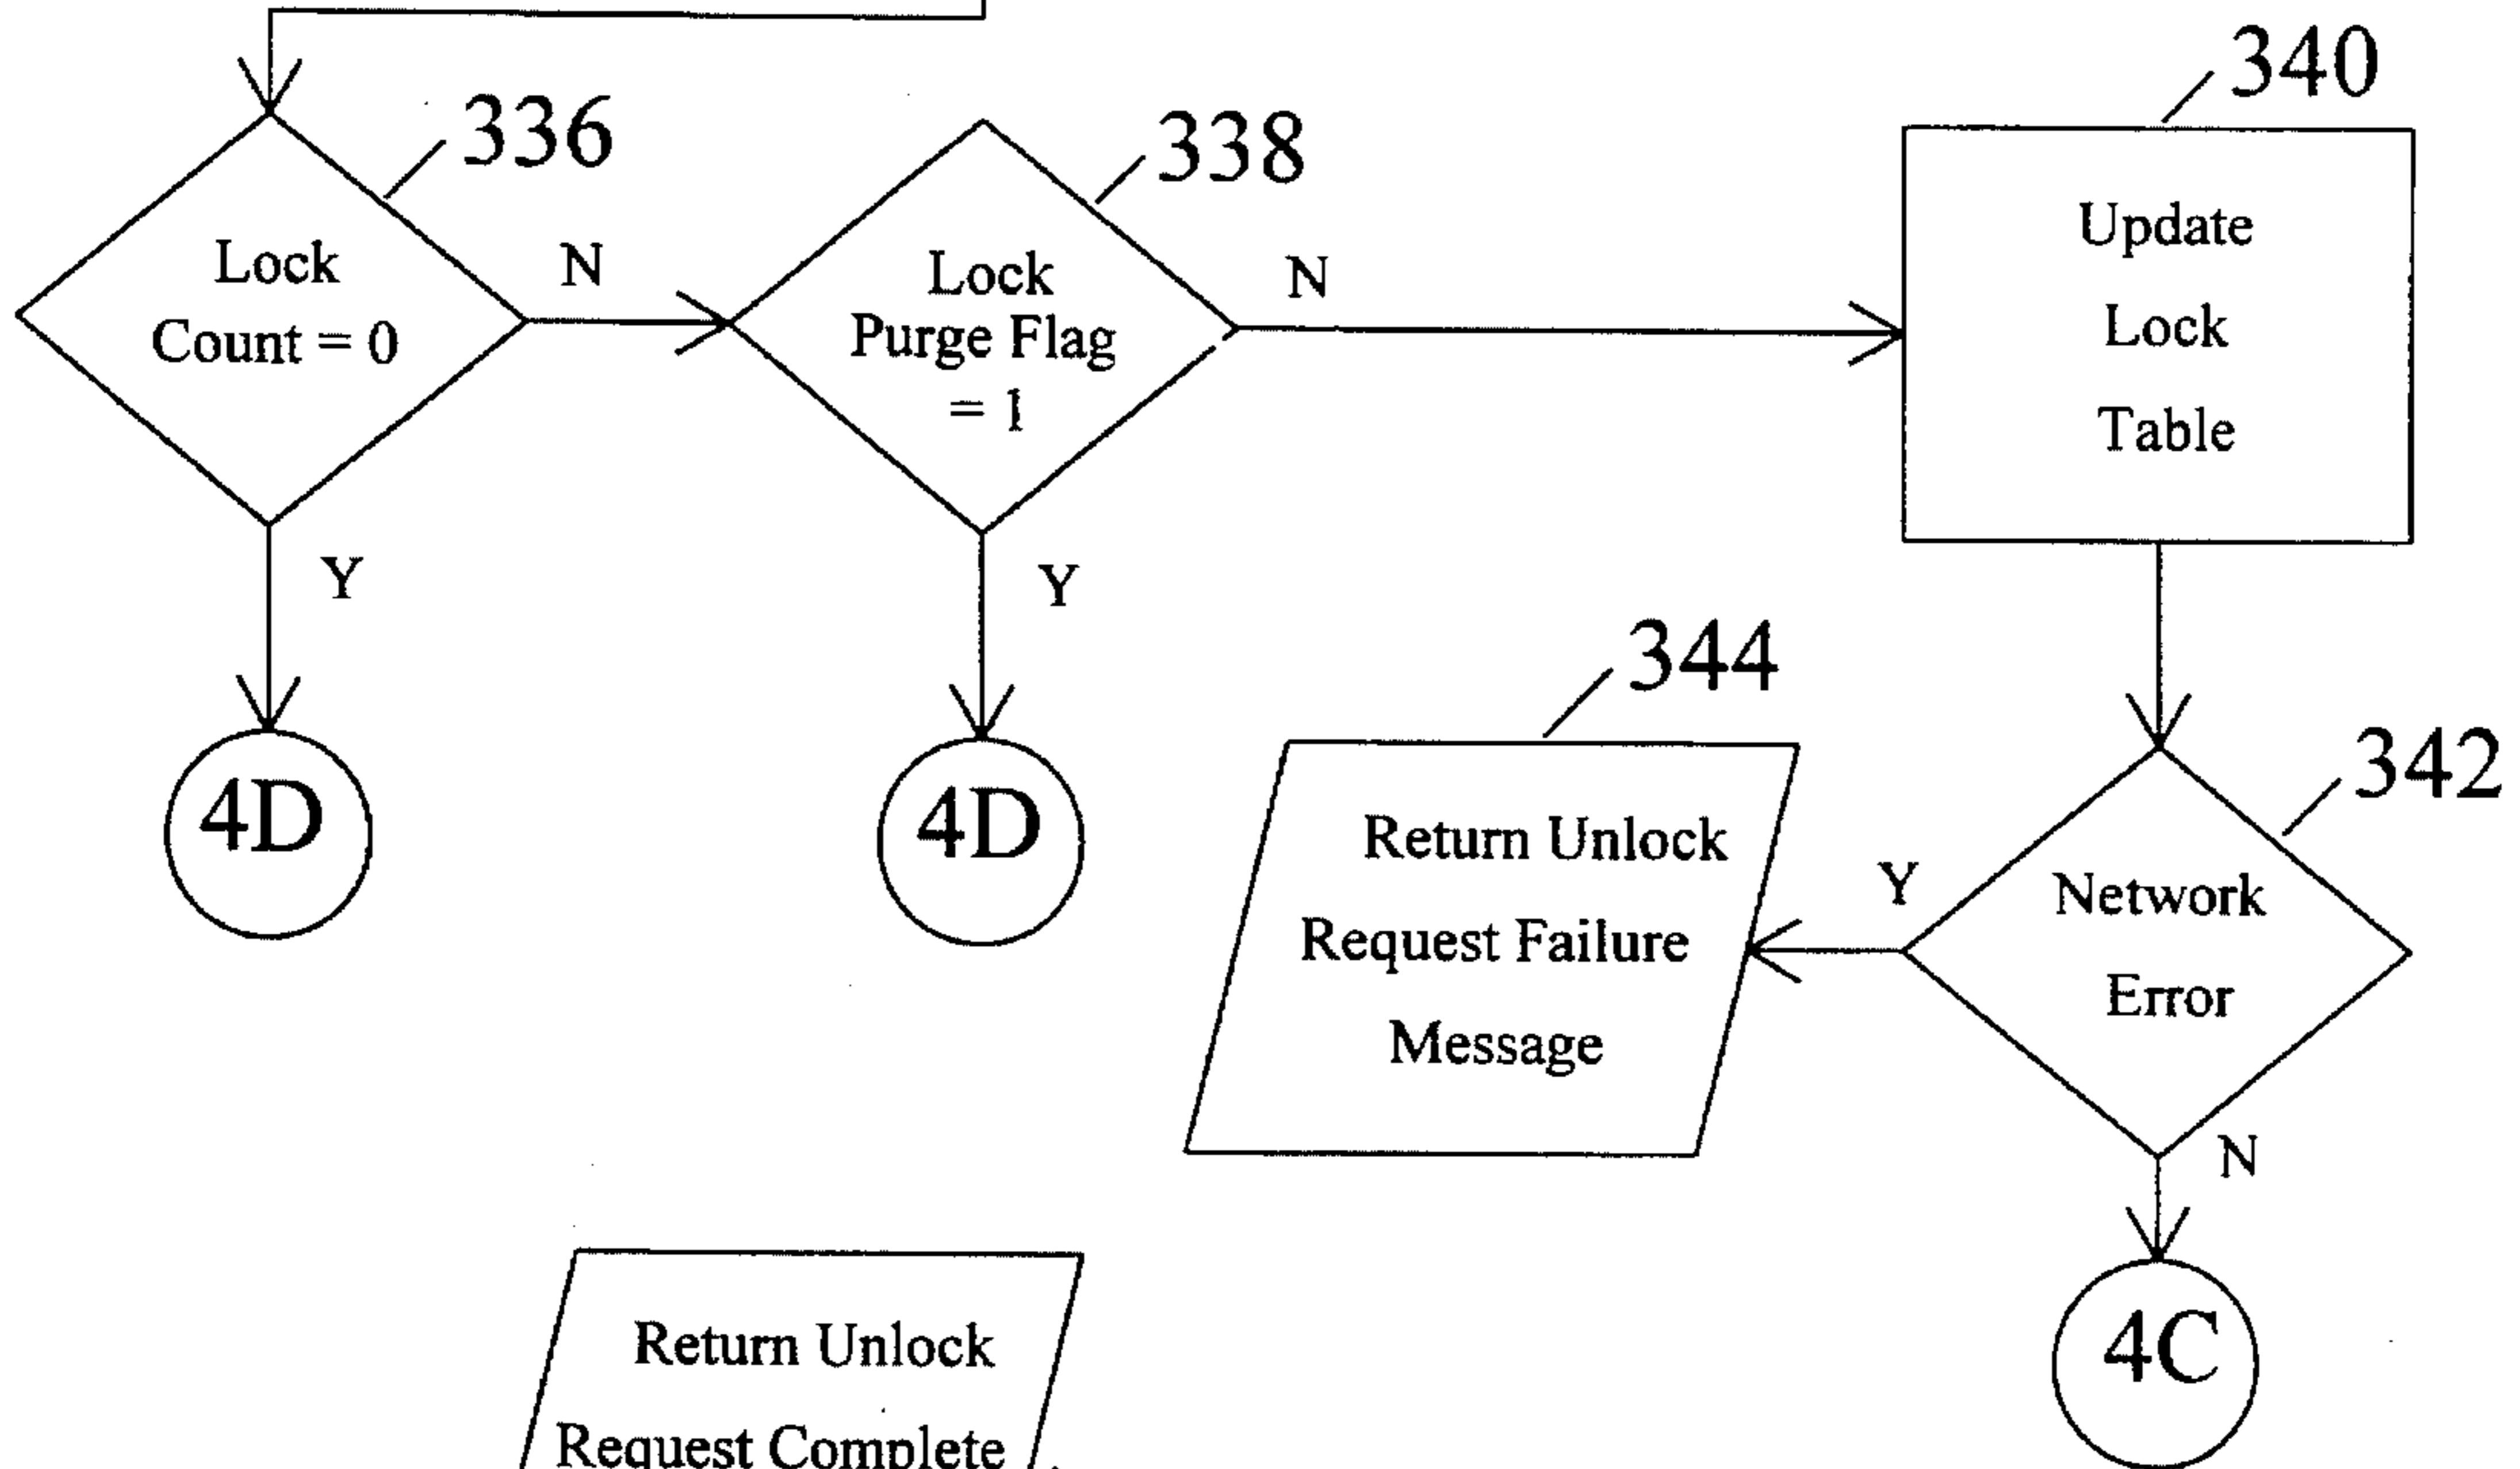 336
Lock
Count = 0
N
Y
4D
338
Lock
Purge Flag
= 1
N
Y
4D
340
Update
Lock
Table
342
Network
Error
Y
N
344
Return Unlock
Request Failure
Message
4C
Return Unlock
Request Complete